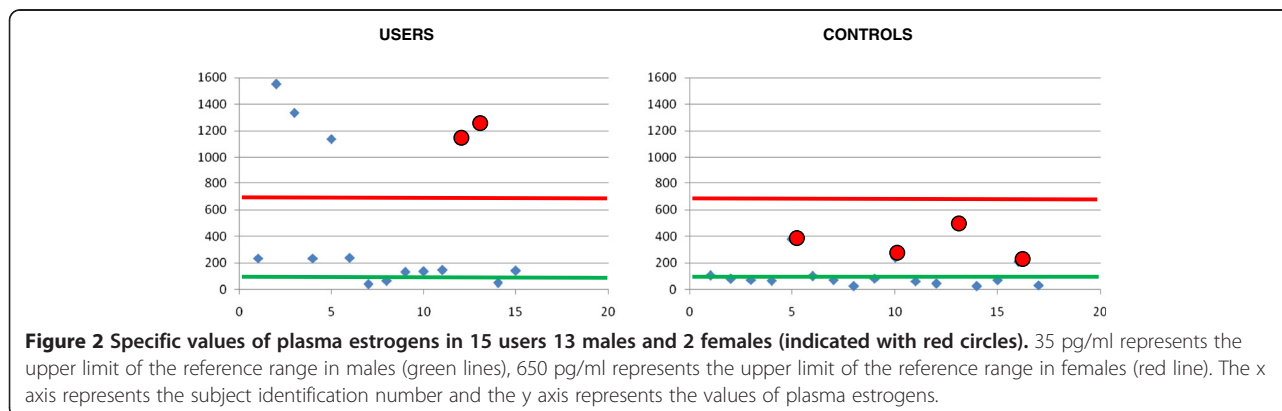 USERS
1600
1400
1200
1000
800
600
400
200
0
0 5 10 15 20
CONTROLS
1600
1400
1200
1000
800
600
400
200
0
0 5 10 15 20
Figure 2 Specific values of plasma estrogens in 15 users 13 males and 2 females (indicated with red circles). 35 pg/ml represents the
upper limit of the reference range in males (green lines), 650 pg/ml represents the upper limit of the reference range in females (red line). The x
axis represents the subject identification number and the y axis represents the values of plasma estrogens.